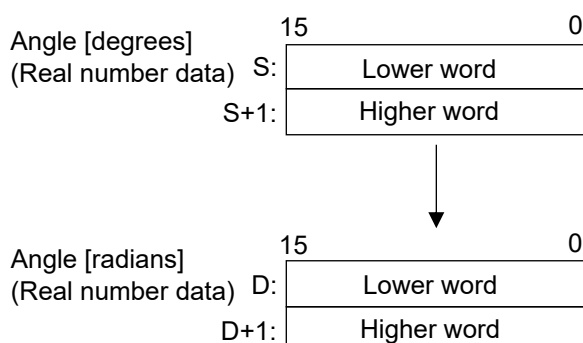 15 0
Angle [degrees]
(Real number data) S: Lower word
S+1: Higher word
15 0
Angle [radians]
(Real number data) D: Lower word
D+1: Higher word